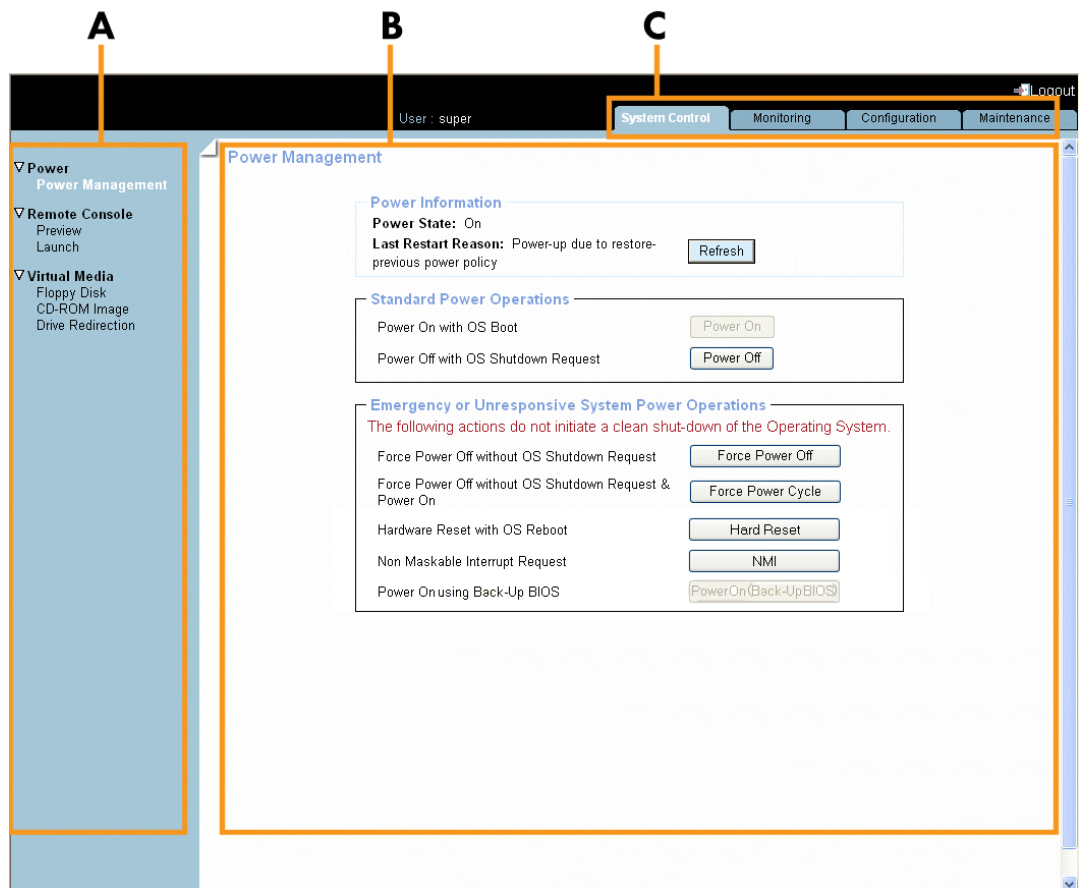 A
B
C
Logout
User : super
System Control
Monitoring
Configuration
Maintenance
Power
Power Management
Remote Console
Preview
Launch
Virtual Media
Floppy Disk
CD-ROM Image
Drive Redirection
Power Management
Power Information
Power State: On
Last Restart Reason: Power-up due to restore-
previous power policy
Refresh
Standard Power Operations
Power On with OS Boot
Power On
Power Off with OS Shutdown Request
Power Off
Emergency or Unresponsive System Power Operations
The following actions do not initiate a clean shut-down of the Operating System.
Force Power Off without OS Shutdown Request
Force Power Off
Force Power Off without OS Shutdown Request &
Power On
Force Power Cycle
Hardware Reset with OS Reboot
Hard Reset
Non Maskable Interrupt Request
NMI
Power On using Back-Up BIOS
PowerOn(Back-UpBIOS)